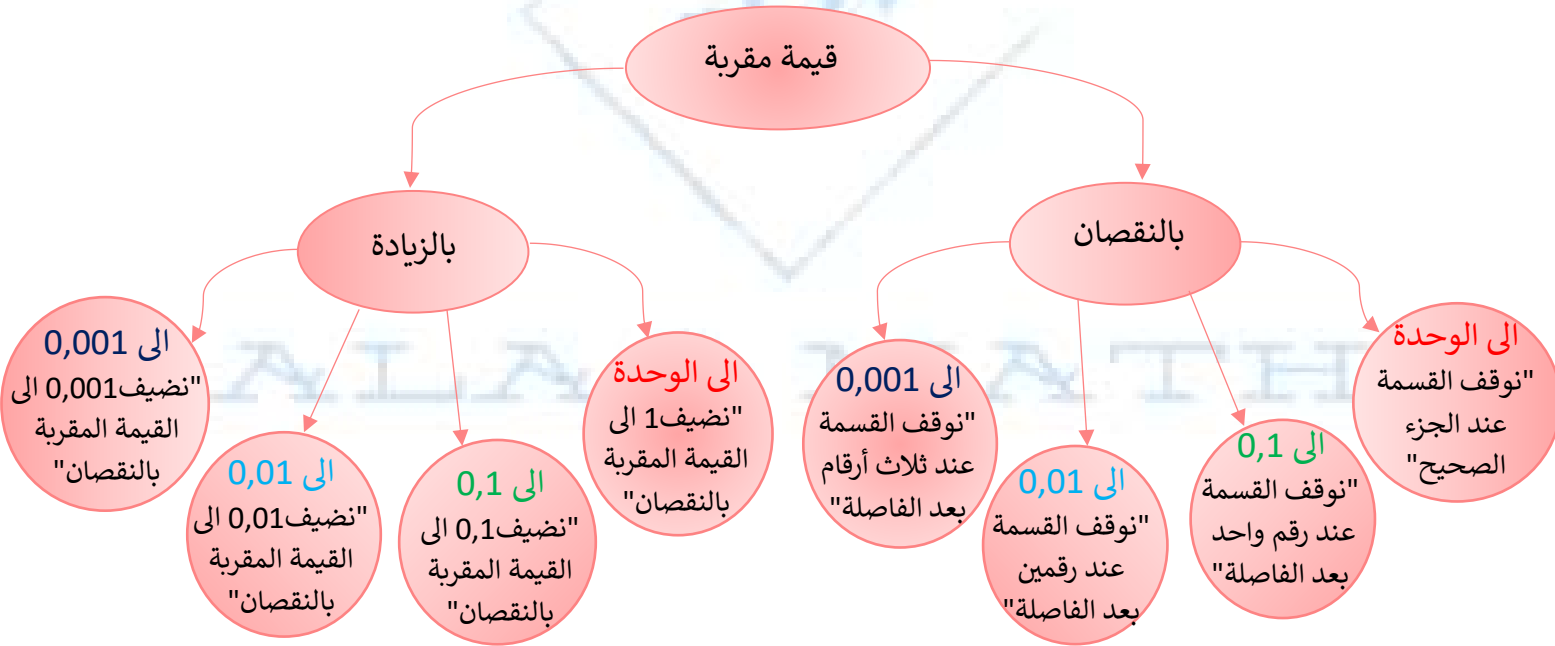 قيمة مقربة
بالنقصان
بالزيادة
الى الوحدة
"نوقف القسمة
عند الجزء
الصحيح"
الى 0,1
"نوقف القسمة
عند رقم واحد
بعد الفاصلة"
الى 0,01
"نوقف القسمة
عند رقمين
بعد الفاصلة"
الى 0,001
"نوقف القسمة
عند ثلاث أرقام
بعد الفاصلة"
الى الوحدة
"نضيف1 الى
القيمة المقربة
بالنقصان"
الى 0,1
"نضيف0,1 الى
القيمة المقربة
بالنقصان"
الى 0,01
"نضيف0,01 الى
القيمة المقربة
بالنقصان"
الى 0,001
"نضيف0,001 الى
القيمة المقربة
بالنقصان"